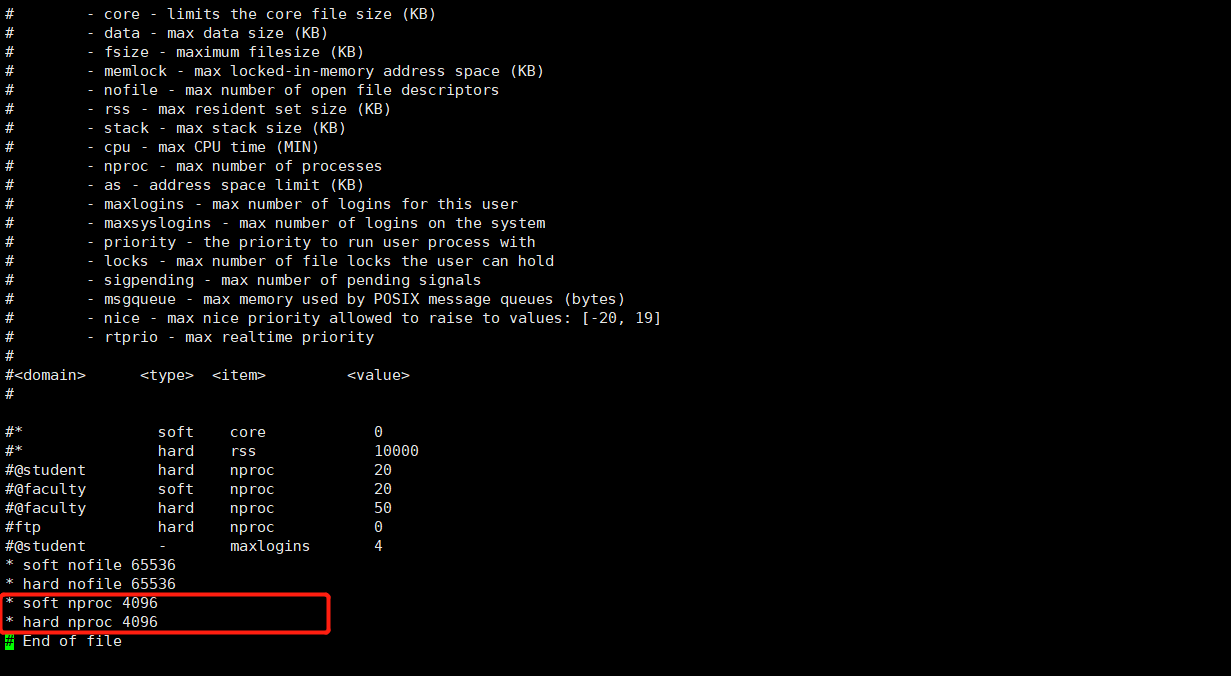 #        - core - limits the core file size (KB)
#        - data - max data size (KB)
#        - fsize - maximum filesize (KB)
#        - memlock - max locked-in-memory address space (KB)
#        - nofile - max number of open file descriptors
#        - rss - max resident set size (KB)
#        - stack - max stack size (KB)
#        - cpu - max CPU time (MIN)
#        - nproc - max number of processes
#        - as - address space limit (KB)
#        - maxlogins - max number of logins for this user
#        - maxsyslogins - max number of logins on the system
#        - priority - the priority to run user process with
#        - locks - max number of file locks the user can hold
#        - sigpending - max number of pending signals
#        - msgqueue - max memory used by POSIX message queues (bytes)
#        - nice - max nice priority allowed to raise to values: [-20, 19]
#        - rtprio - max realtime priority
#
#<domain>      <type>  <item>         <value>
#

#*               soft    core            0
#*               hard    rss             10000
#@student        hard    nproc           20
#@faculty        soft    nproc           20
#@faculty        hard    nproc           50
#ftp             hard    nproc           0
#@student        -       maxlogins       4
* soft nofile 65536
* hard nofile 65536
* soft nproc 4096
* hard nproc 4096
# End of file